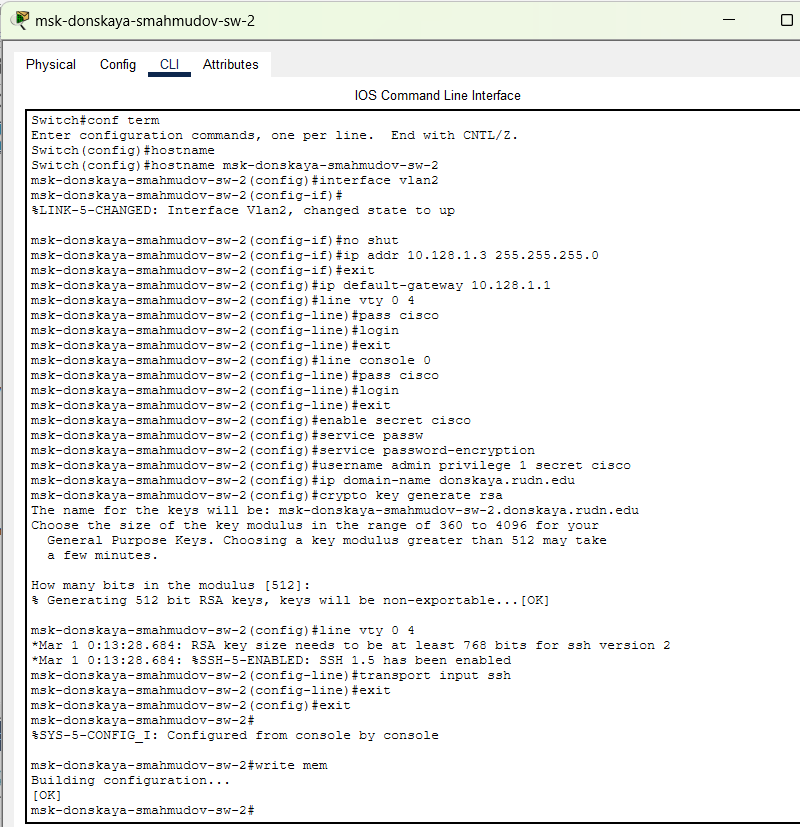 msk-donskaya-smahmudov-sw-2
Physical Config CLI Attributes
IOS Command Line Interface
Switch#conf term
Enter configuration commands, one per line.  End with CNTL/Z.
Switch(config)#hostname
Switch(config)#hostname msk-donskaya-smahmudov-sw-2
msk-donskaya-smahmudov-sw-2(config)#interface vlan2
msk-donskaya-smahmudov-sw-2(config-if)#
%LINK-5-CHANGED: Interface Vlan2, changed state to up
msk-donskaya-smahmudov-sw-2(config-if)#no shut
msk-donskaya-smahmudov-sw-2(config-if)#ip addr 10.128.1.3 255.255.255.0
msk-donskaya-smahmudov-sw-2(config-if)#exit
msk-donskaya-smahmudov-sw-2(config)#ip default-gateway 10.128.1.1
msk-donskaya-smahmudov-sw-2(config)#line vty 0 4
msk-donskaya-smahmudov-sw-2(config-line)#pass cisco
msk-donskaya-smahmudov-sw-2(config-line)#login
msk-donskaya-smahmudov-sw-2(config-line)#exit
msk-donskaya-smahmudov-sw-2(config)#line console 0
msk-donskaya-smahmudov-sw-2(config-line)#pass cisco
msk-donskaya-smahmudov-sw-2(config-line)#login
msk-donskaya-smahmudov-sw-2(config-line)#exit
msk-donskaya-smahmudov-sw-2(config)#enable secret cisco
msk-donskaya-smahmudov-sw-2(config)#service passw
msk-donskaya-smahmudov-sw-2(config)#service password-encryption
msk-donskaya-smahmudov-sw-2(config)#username admin privilege 1 secret cisco
msk-donskaya-smahmudov-sw-2(config)#ip domain-name donskaya.rudn.edu
msk-donskaya-smahmudov-sw-2(config)#crypto key generate rsa
The name for the keys will be: msk-donskaya-smahmudov-sw-2.donskaya.rudn.edu
Choose the size of the key modulus in the range of 360 to 4096 for your
General Purpose Keys. Choosing a key modulus greater than 512 may take
a few minutes.
How many bits in the modulus [512]:
% Generating 512 bit RSA keys, keys will be non-exportable...[OK]
msk-donskaya-smahmudov-sw-2(config)#line vty 0 4
*Mar 1 0:13:28.684: RSA key size needs to be at least 768 bits for ssh version 2
*Mar 1 0:13:28.684: %SSH-5-ENABLED: SSH 1.5 has been enabled
msk-donskaya-smahmudov-sw-2(config-line)#transport input ssh
msk-donskaya-smahmudov-sw-2(config-line)#exit
msk-donskaya-smahmudov-sw-2(config)#exit
msk-donskaya-smahmudov-sw-2#
%SYS-5-CONFIG_I: Configured from console by console
msk-donskaya-smahmudov-sw-2#write mem
Building configuration...
[OK]
msk-donskaya-smahmudov-sw-2#